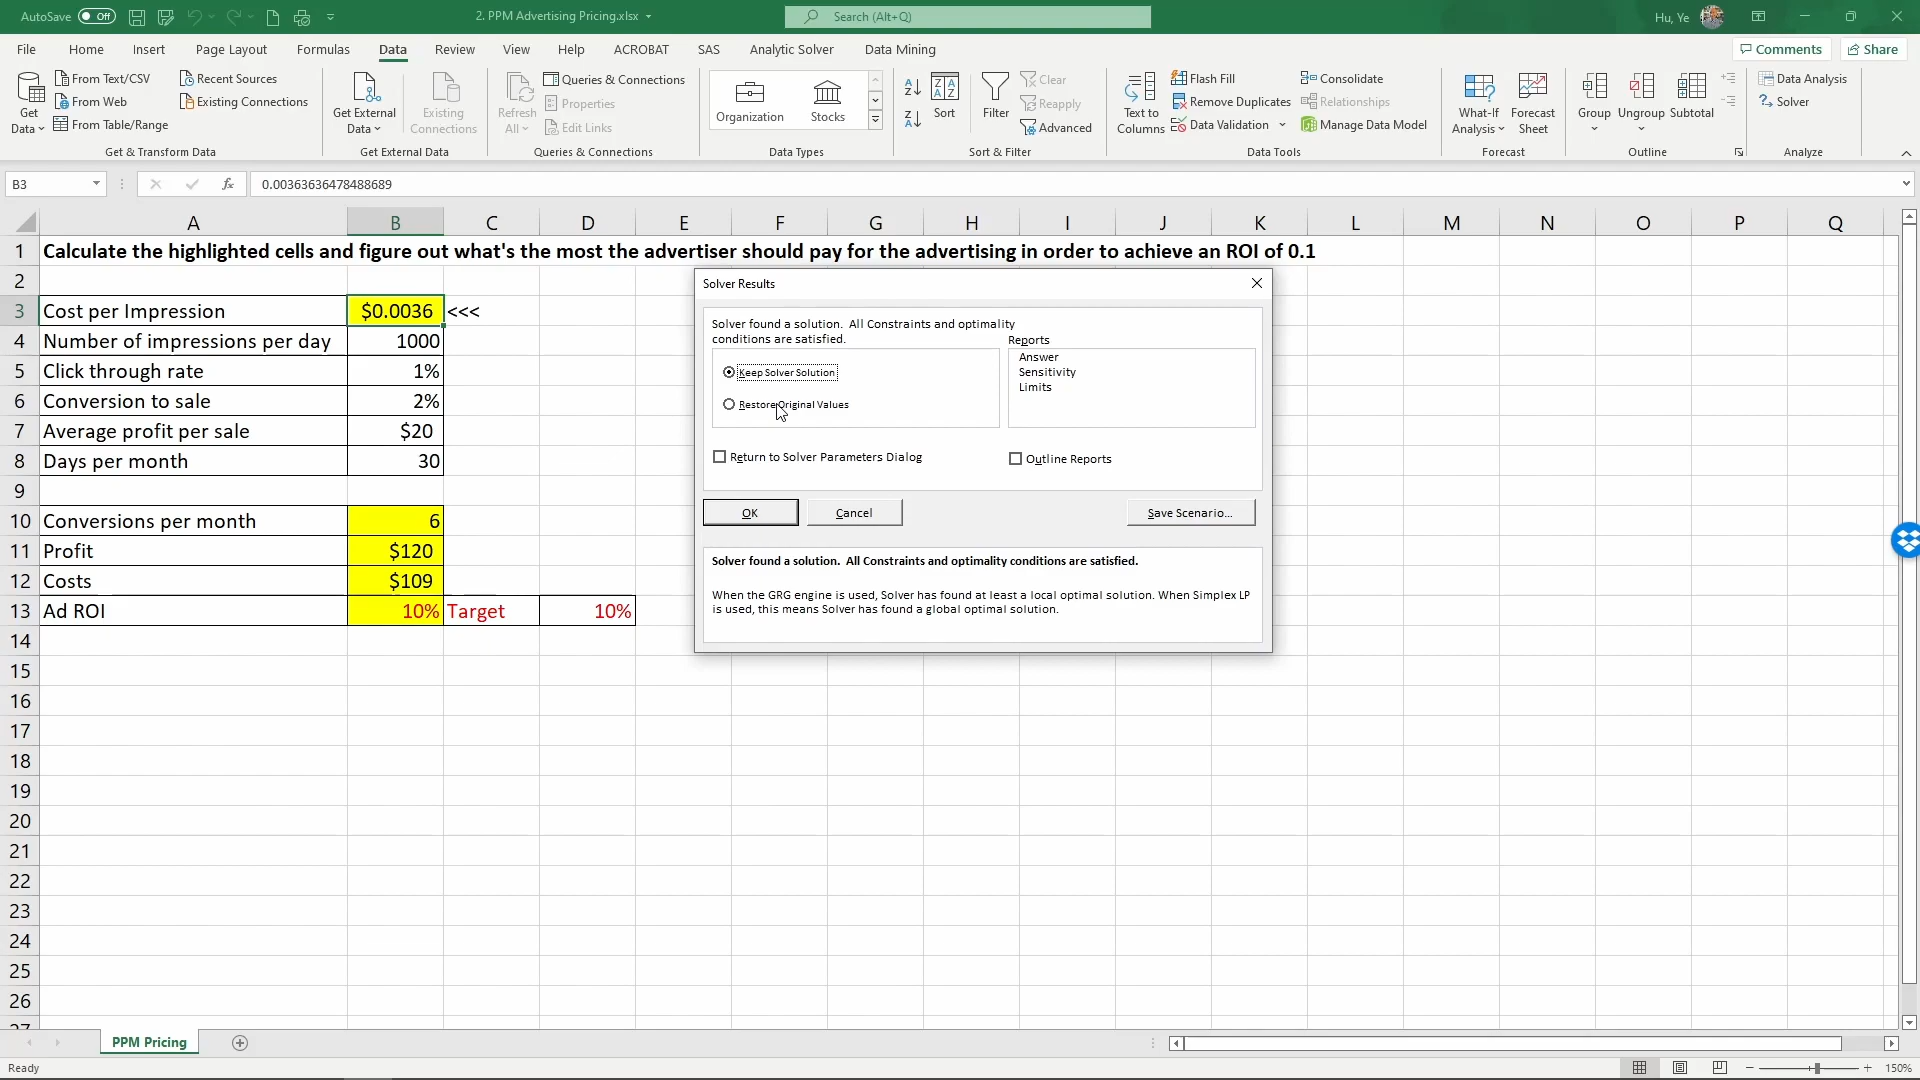 AutoSave Off
2. PPM Advertising Pricing.xlsx
Search (Alt+Q)
Hu, Ye
File Home Insert Page Layout Formulas Data Review View Help ACROBAT SAS Analytic Solver Data Mining
Comments Share
Get Data
From Text/CSV
From Web
From Table/Range
Recent Sources
Existing Connections
Get & Transform Data
Get External Data
Existing Connections
Get External Data
Refresh All
Queries & Connections
Properties
Edit Links
Queries & Connections
Organization
Stocks
Data Types
Sort
Filter
Clear
Reapply
Advanced
Sort & Filter
Text to Columns
Flash Fill
Remove Duplicates
Data Validation
Consolidate
Relationships
Manage Data Model
Data Tools
What-If Analysis
Forecast Sheet
Forecast
Group
Ungroup
Subtotal
Outline
Data Analysis
Solver
Analyze
B3
fx
0.00363636478488689
A B C D E F G H I J K L M N O P Q
1 Calculate the highlighted cells and figure out what's the most the advertiser should pay for the advertising in order to achieve an ROI of 0.1
2
3 Cost per Impression $0.0036 <<<
4 Number of impressions per day 1000
5 Click through rate 1%
6 Conversion to sale 2%
7 Average profit per sale $20
8 Days per month 30
9
10 Conversions per month 6
11 Profit $120
12 Costs $109
13 Ad ROI 10% Target 10%
14
15
16
17
18
19
20
21
22
23
24
25
26
27
Solver Results
Solver found a solution. All Constraints and optimality
conditions are satisfied.
Keep Solver Solution
Restore Original Values
Reports
Answer
Sensitivity
Limits
Return to Solver Parameters Dialog
Outline Reports
OK
Cancel
Save Scenario...
Solver found a solution. All Constraints and optimality conditions are satisfied.
When the GRG engine is used, Solver has found at least a local optimal solution. When Simplex LP
is used, this means Solver has found a global optimal solution.
PPM Pricing
Ready
150%